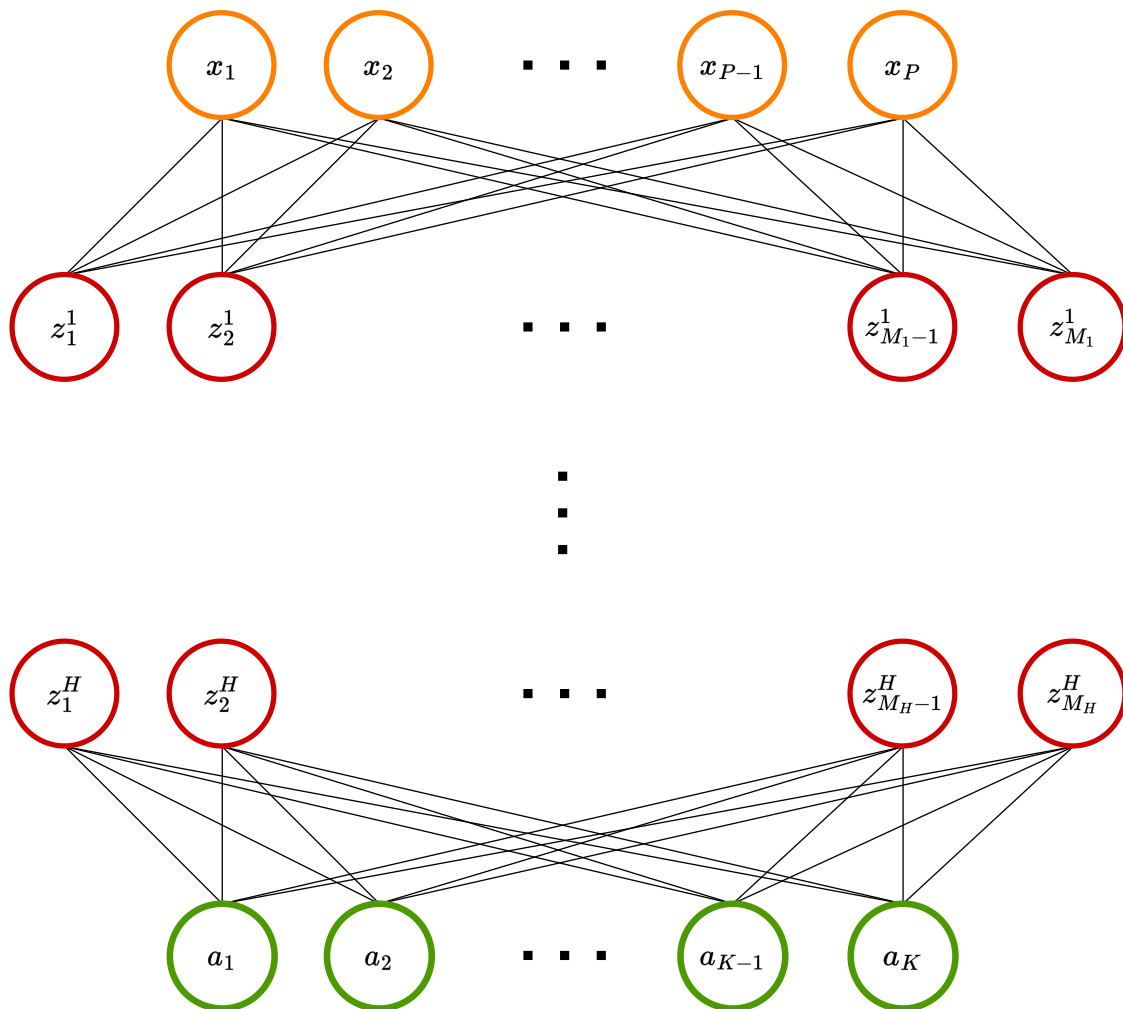 x_1 x_2 ... x_{P-1} x_P
z_1^1 z_2^1 ... z_{M_1-1}^1 z_{M_1}^1
⋮
z_1^H z_2^H ... z_{M_H-1}^H z_{M_H}^H
a_1 a_2 ... a_{K-1} a_K